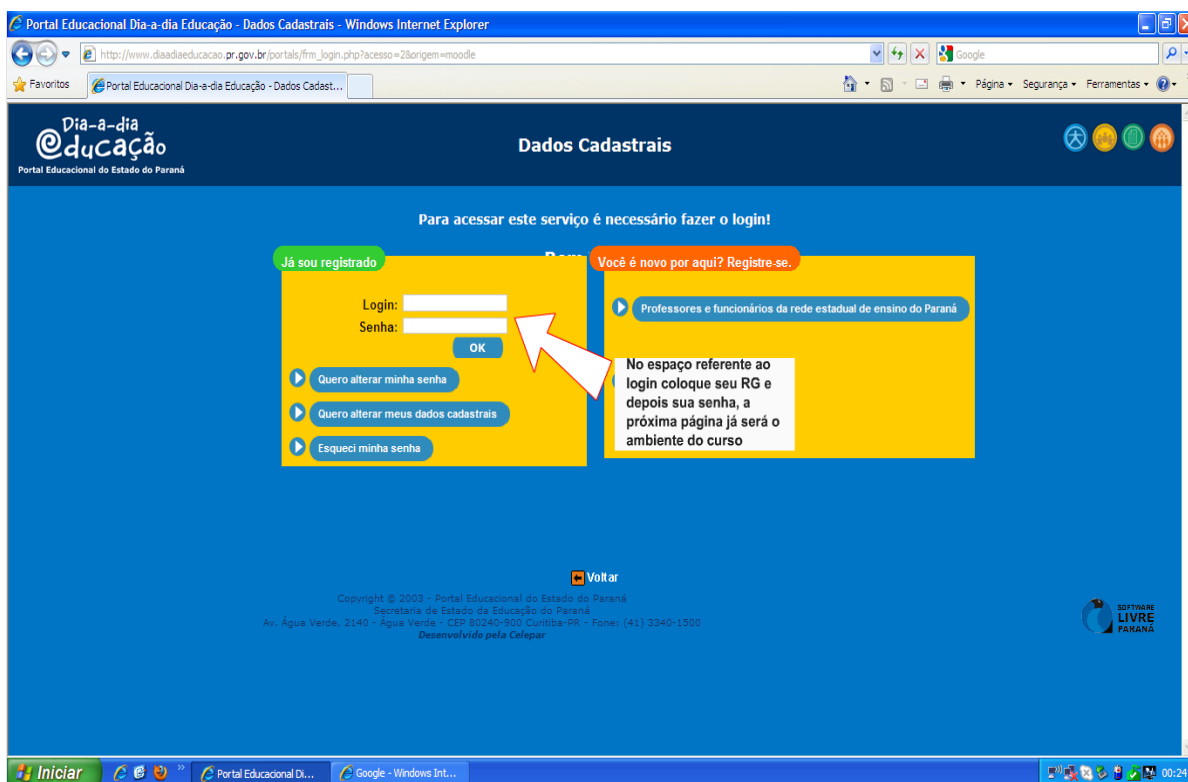 Portal Educacional Dia-a-dia Educação - Dados Cadastrais - Windows Internet Explorer
http://www.diaadiaeducacao.pr.gov.br/portals/frm_login.php?acesso=2&origem=moodle
Google
Favoritos
Portal Educacional Dia-a-dia Educação - Dados Cadast...
Página
Segurança
Ferramentas
Dia-a-dia
educação
Portal Educacional do Estado do Paraná
Dados Cadastrais
Para acessar este serviço é necessário fazer o login!
Já sou registrado
Login:
Senha:
OK
Quero alterar minha senha
Quero alterar meus dados cadastrais
Esqueci minha senha
Você é novo por aqui? Registre-se.
Professores e funcionários da rede estadual de ensino do Paraná
No espaço referente ao
login coloque seu RG e
depois sua senha, a
próxima página já será o
ambiente do curso
Voltar
Copyright © 2003 - Portal Educacional do Estado do Paraná
Secretaria de Estado da Educação do Paraná
Av. Água Verde, 2140 - Água Verde - CEP 80240-900 Curitiba-PR - Fone: (41) 3340-1500
Desenvolvido pela Celepar
SOFTWARE
LIVRE
PARANÁ
Iniciar
Portal Educacional Di...
Google - Windows Int...
00:24